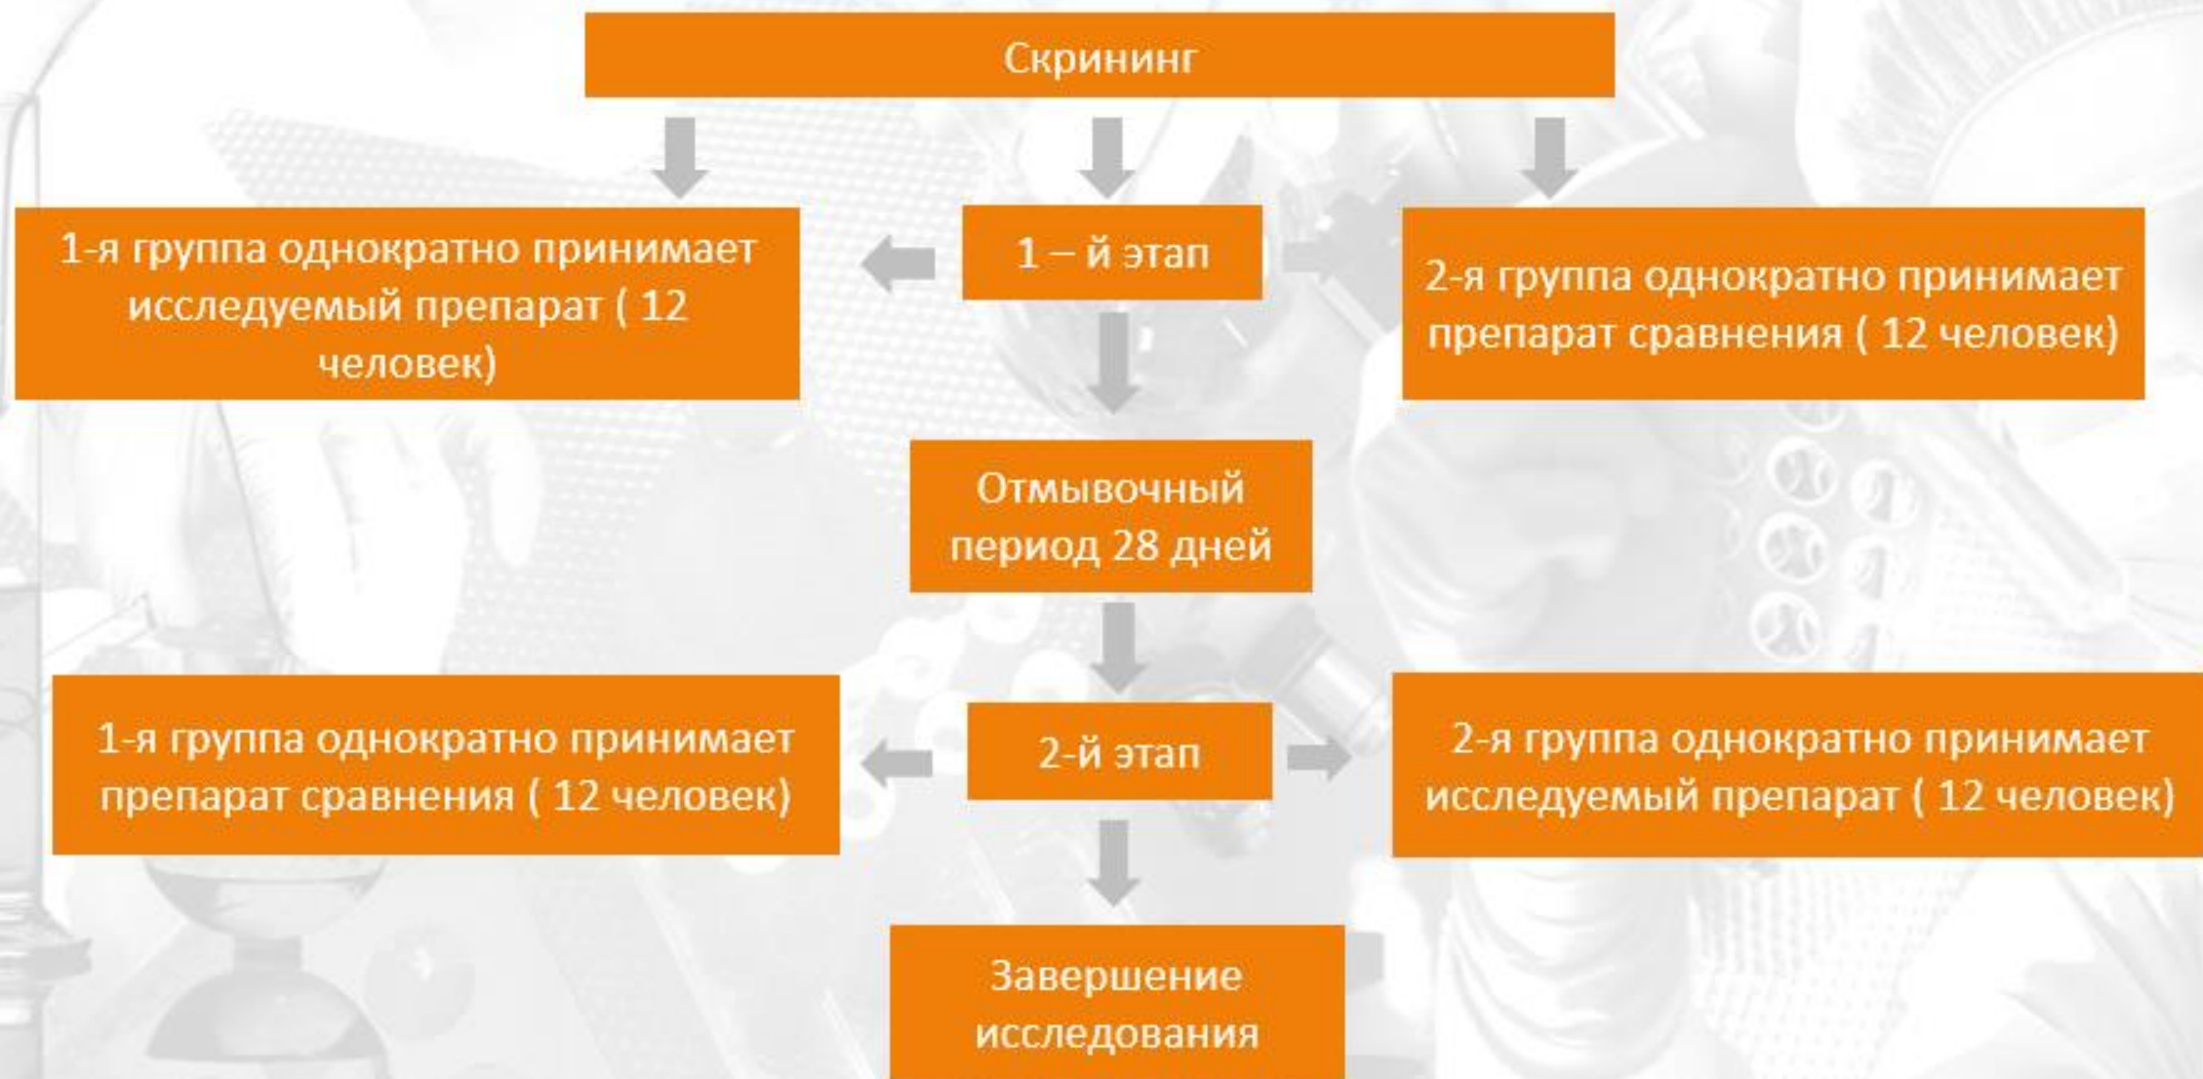 Скрининг
1-я группа однократно принимает
исследуемый препарат ( 12
человек)
1 – й этап
2-я группа однократно принимает
препарат сравнения ( 12 человек)
Отмывочный
период 28 дней
1-я группа однократно принимает
препарат сравнения ( 12 человек)
2-й этап
2-я группа однократно принимает
исследуемый препарат ( 12 человек)
Завершение
исследования